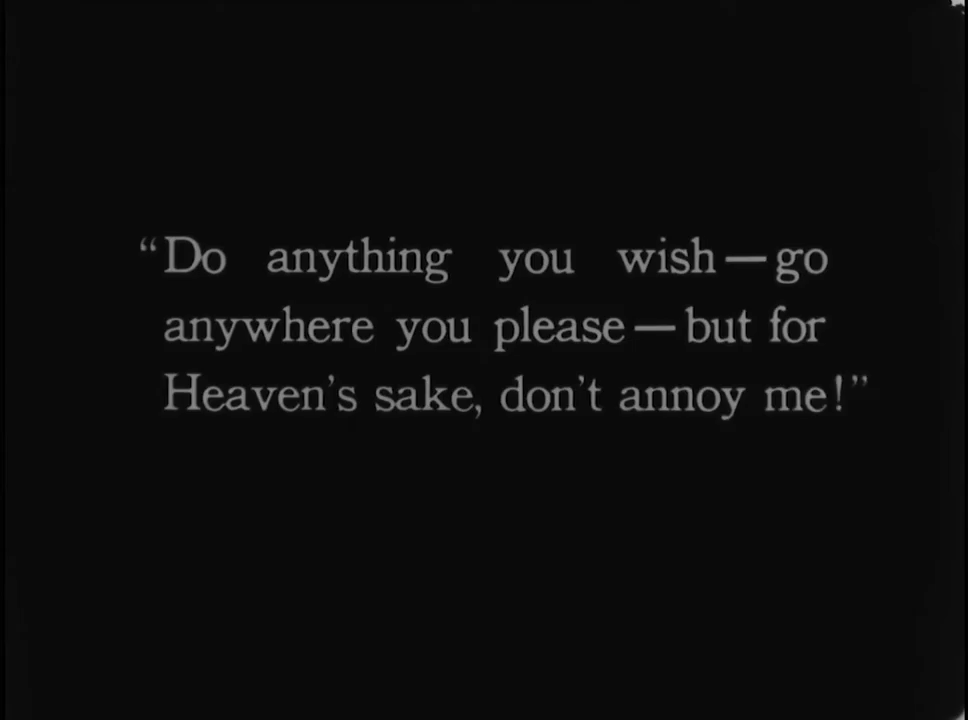 “Do anything you wish—go
anywhere you please—but for
Heaven’s sake, don’t annoy me!”